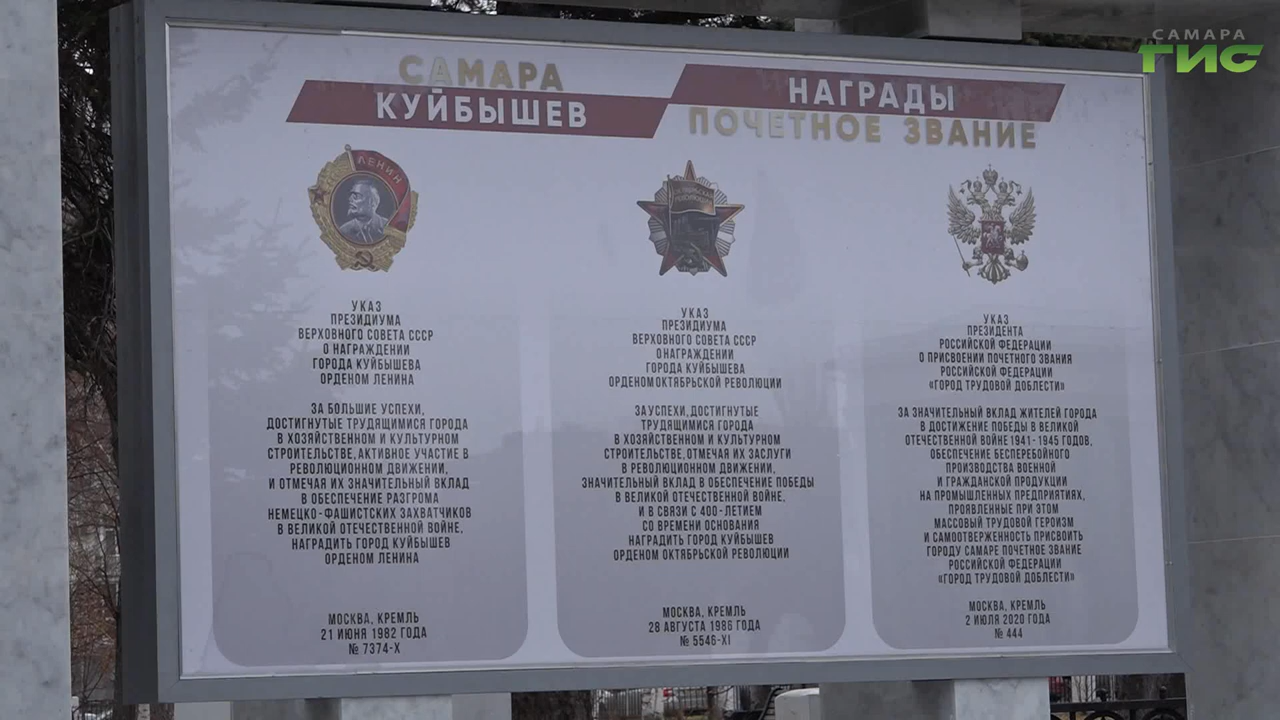 САМАРА
ГИС
САМАРА
КУЙБЫШЕВ
НАГРАДЫ
ПОЧЕТНОЕ ЗВАНИЕ
ЛЕНИН
УКАЗ
ПРЕЗИДИУМА
ВЕРХОВНОГО СОВЕТА СССР
О НАГРАЖДЕНИИ
ГОРОДА КУЙБЫШЕВА
ОРДЕНОМ ЛЕНИНА
ЗА БОЛЬШИЕ УСПЕХИ,
ДОСТИГНУТЫЕ ТРУДЯЩИМИСЯ ГОРОДА
В ХОЗЯЙСТВЕННОМ И КУЛЬТУРНОМ
СТРОИТЕЛЬСТВЕ, АКТИВНОЕ УЧАСТИЕ В
РЕВОЛЮЦИОННОМ ДВИЖЕНИИ,
И ОТМЕЧАЯ ИХ ЗНАЧИТЕЛЬНЫЙ ВКЛАД
В ОБЕСПЕЧЕНИЕ РАЗГРОМА
НЕМЕЦКО-ФАШИСТСКИХ ЗАХВАТЧИКОВ
В ВЕЛИКОЙ ОТЕЧЕСТВЕННОЙ ВОЙНЕ,
НАГРАДИТЬ ГОРОД КУЙБЫШЕВ
ОРДЕНОМ ЛЕНИНА
МОСКВА, КРЕМЛЬ
21 ИЮНЯ 1982 ГОДА
№ 7374-X
УКАЗ
ПРЕЗИДИУМА
ВЕРХОВНОГО СОВЕТА СССР
О НАГРАЖДЕНИИ
ГОРОДА КУЙБЫШЕВА
ОРДЕНОМ ОКТЯБРЬСКОЙ РЕВОЛЮЦИИ
ЗА УСПЕХИ, ДОСТИГНУТЫЕ
ТРУДЯЩИМИСЯ ГОРОДА
В ХОЗЯЙСТВЕННОМ И КУЛЬТУРНОМ
СТРОИТЕЛЬСТВЕ, ОТМЕЧАЯ ИХ ЗАСЛУГИ
В РЕВОЛЮЦИОННОМ ДВИЖЕНИИ,
ЗНАЧИТЕЛЬНЫЙ ВКЛАД В ОБЕСПЕЧЕНИЕ ПОБЕДЫ
В ВЕЛИКОЙ ОТЕЧЕСТВЕННОЙ ВОЙНЕ,
И В СВЯЗИ С 400-ЛЕТИЕМ
СО ВРЕМЕНИ ОСНОВАНИЯ
НАГРАДИТЬ ГОРОД КУЙБЫШЕВ
ОРДЕНОМ ОКТЯБРЬСКОЙ РЕВОЛЮЦИИ
МОСКВА, КРЕМЛЬ
28 АВГУСТА 1986 ГОДА
№ 5546-XI
УКАЗ
ПРЕЗИДЕНТА
РОССИЙСКОЙ ФЕДЕРАЦИИ
О ПРИСВОЕНИИ ПОЧЕТНОГО ЗВАНИЯ
РОССИЙСКОЙ ФЕДЕРАЦИИ
«ГОРОД ТРУДОВОЙ ДОБЛЕСТИ»
ЗА ЗНАЧИТЕЛЬНЫЙ ВКЛАД ЖИТЕЛЕЙ ГОРОДА
В ДОСТИЖЕНИЕ ПОБЕДЫ В ВЕЛИКОЙ
ОТЕЧЕСТВЕННОЙ ВОЙНЕ 1941-1945 ГОДОВ,
ОБЕСПЕЧЕНИЕ БЕСПЕРЕБОЙНОГО
ПРОИЗВОДСТВА ВОЕННОЙ
И ГРАЖДАНСКОЙ ПРОДУКЦИИ
НА ПРОМЫШЛЕННЫХ ПРЕДПРИЯТИЯХ,
ПРОЯВЛЕННЫЕ ПРИ ЭТОМ
МАССОВЫЙ ТРУДОВОЙ ГЕРОИЗМ
И САМООТВЕРЖЕННОСТЬ ПРИСВОИТЬ
ГОРОДУ САМАРЕ ПОЧЕТНОЕ ЗВАНИЕ
РОССИЙСКОЙ ФЕДЕРАЦИИ
«ГОРОД ТРУДОВОЙ ДОБЛЕСТИ»
МОСКВА, КРЕМЛЬ
2 ИЮЛЯ 2020 ГОДА
№ 444